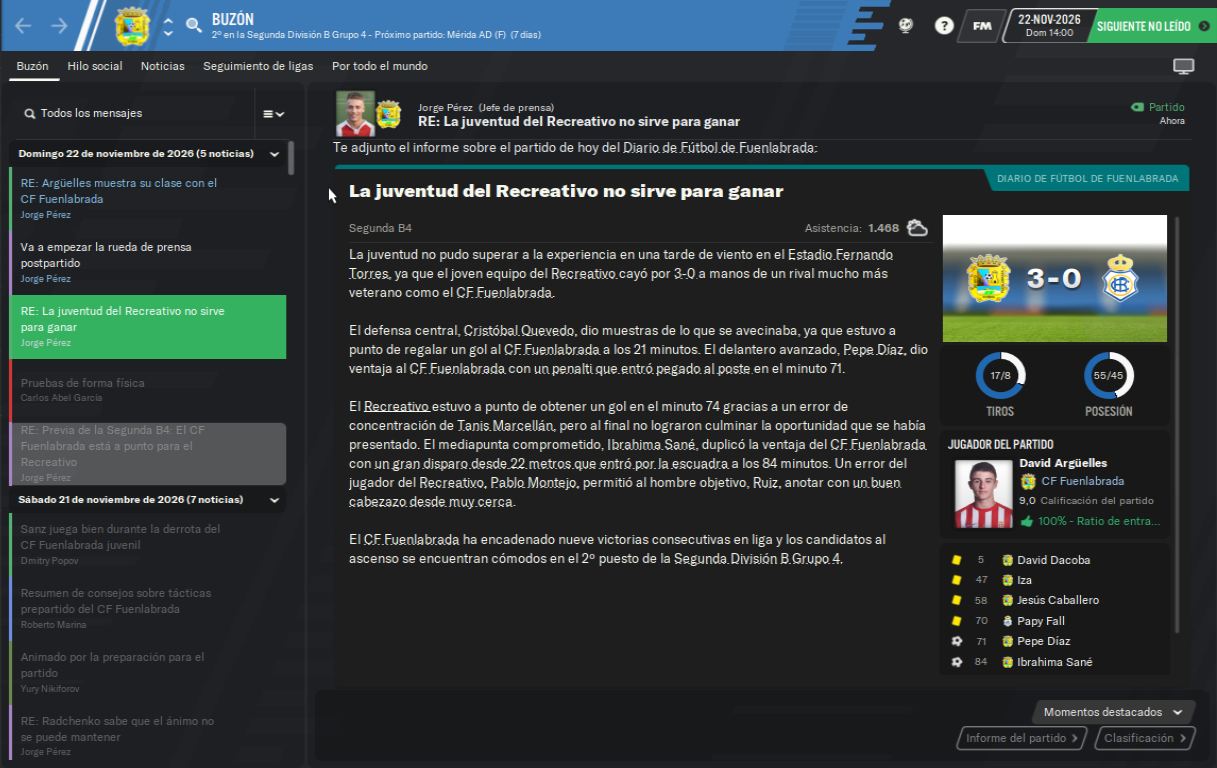 BUZÓN
2º en la Segunda División B Grupo 4 - Próximo partido: Mérida AD (F) (7 dias)
?
FM
22-NOV-2026
Dom 14:00
SIGUIENTE NO LEÍDO
Buzón
Hilo social
Noticias
Seguimiento de ligas
Por todo el mundo
Todos los mensajes
Domingo 22 de noviembre de 2026 (5 noticias)
RE: Argüelles muestra su clase con el
CF Fuenlabrada
Jorge Pérez
Va a empezar la rueda de prensa
postpartido
Jorge Pérez
RE: La juventud del Recreativo no sirve
para ganar
Jorge Pérez
Pruebas de forma física
Carlos Abel García
RE: Previa de la Segunda B4: El CF
Fuenlabrada está a punto para el
Recreativo
Jorge Pérez
Sábado 21 de noviembre de 2026 (7 noticias)
Sanz juega bien durante la derrota del
CF Fuenlabrada juvenil
Dmitry Popov
Resumen de consejos sobre tácticas
prepartido del CF Fuenlabrada
Roberto Marina
Animado por la preparación para el
partido
Yury Nikiforov
RE: Radchenko sabe que el ánimo no
se puede mantener
Jorge Pérez
Jorge Pérez (Jefe de prensa)
RE: La juventud del Recreativo no sirve para ganar
Partido
Ahora
Te adjunto el informe sobre el partido de hoy del Diario de Fútbol de Fuenlabrada:
DIARIO DE FÚTBOL DE FUENLABRADA
La juventud del Recreativo no sirve para ganar
Segunda B4
Asistencia: 1.468
La juventud no pudo superar a la experiencia en una tarde de viento en el Estadio Fernando
Torres, ya que el joven equipo del Recreativo cayó por 3-0 a manos de un rival mucho más
veterano como el CF Fuenlabrada.
El defensa central, Cristóbal Quevedo, dio muestras de lo que se avecinaba, ya que estuvo a
punto de regalar un gol al CF Fuenlabrada a los 21 minutos. El delantero avanzado, Pepe Díaz, dio
ventaja al CF Fuenlabrada con un penalti que entró pegado al poste en el minuto 71.
El Recreativo estuvo a punto de obtener un gol en el minuto 74 gracias a un error de
concentración de Tanis Marcellán, pero al final no lograron culminar la oportunidad que se había
presentado. El mediapunta comprometido, Ibrahima Sané, duplicó la ventaja del CF Fuenlabrada
con un gran disparo desde 22 metros que entró por la escuadra a los 84 minutos. Un error del
jugador del Recreativo, Pablo Montejo, permitió al hombre objetivo, Ruiz, anotar con un buen
cabezazo desde muy cerca.
El CF Fuenlabrada ha encadenado nueve victorias consecutivas en liga y los candidatos al
ascenso se encuentran cómodos en el 2º puesto de la Segunda División B Grupo 4.
3-0
17/8
TIROS
55/45
POSESIÓN
JUGADOR DEL PARTIDO
David Argüelles
CF Fuenlabrada
9,0 Calificación del partido
100% - Ratio de entra...
5 David Dacoba
47 Iza
58 Jesús Caballero
70 Papy Fall
71 Pepe Díaz
84 Ibrahima Sané
Momentos destacados
Informe del partido
Clasificación